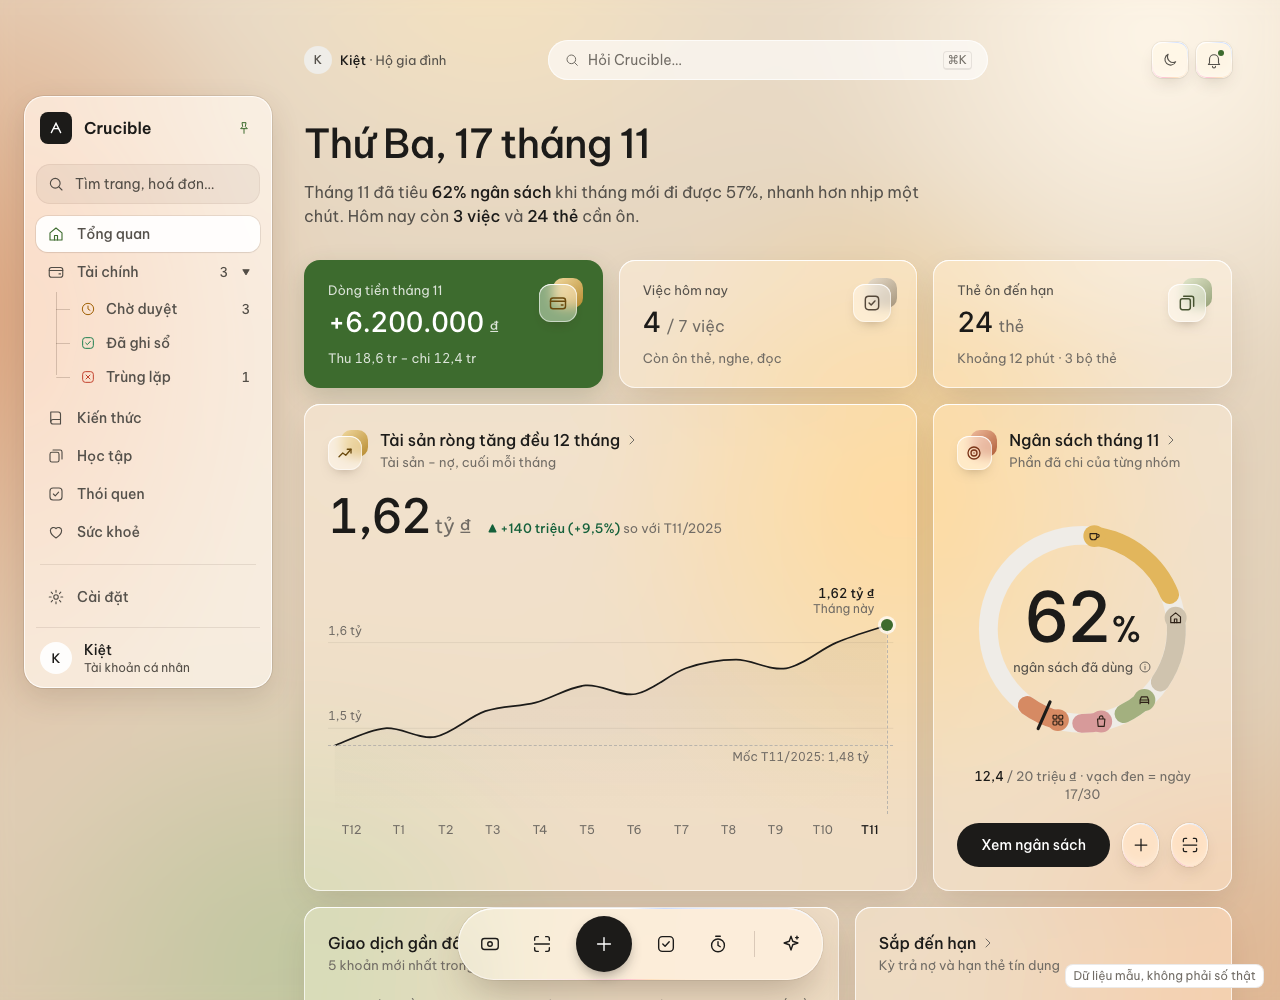 K Kiệt · Hộ gia đình
Hỏi Crucible...
⌘K
Crucible
Tìm trang, hoá đơn...
Tổng quan
Tài chính 3
Chờ duyệt 3
Đã ghi sổ
Trùng lặp 1
Kiến thức
Học tập
Thói quen
Sức khoẻ
Cài đặt
K Kiệt
Tài khoản cá nhân
Thứ Ba, 17 tháng 11
Tháng 11 đã tiêu 62% ngân sách khi tháng mới đi được 57%, nhanh hơn nhịp một
chút. Hôm nay còn 3 việc và 24 thẻ cần ôn.
Dòng tiền tháng 11
+6.200.000 ₫
Thu 18,6 tr – chi 12,4 tr
Việc hôm nay
4 / 7 việc
Còn ôn thẻ, nghe, đọc
Thẻ ôn đến hạn
24 thẻ
Khoảng 12 phút · 3 bộ thẻ
Tài sản ròng tăng đều 12 tháng
Tài sản – nợ, cuối mỗi tháng
1,62 tỷ ₫ ▲ +140 triệu (+9,5%) so với T11/2025
1,62 tỷ ₫
Tháng này
1,6 tỷ
1,5 tỷ
Mốc T11/2025: 1,48 tỷ
T12 T1 T2 T3 T4 T5 T6 T7 T8 T9 T10 T11
Ngân sách tháng 11
Phần đã chi của từng nhóm
62%
ngân sách đã dùng
12,4 / 20 triệu ₫ · vạch đen = ngày
17/30
Xem ngân sách
Giao dịch gần
5 khoản mới nhất
Sắp đến hạn
Kỳ trả nợ và hạn thẻ tín dụng
Dữ liệu mẫu, không phải số thật